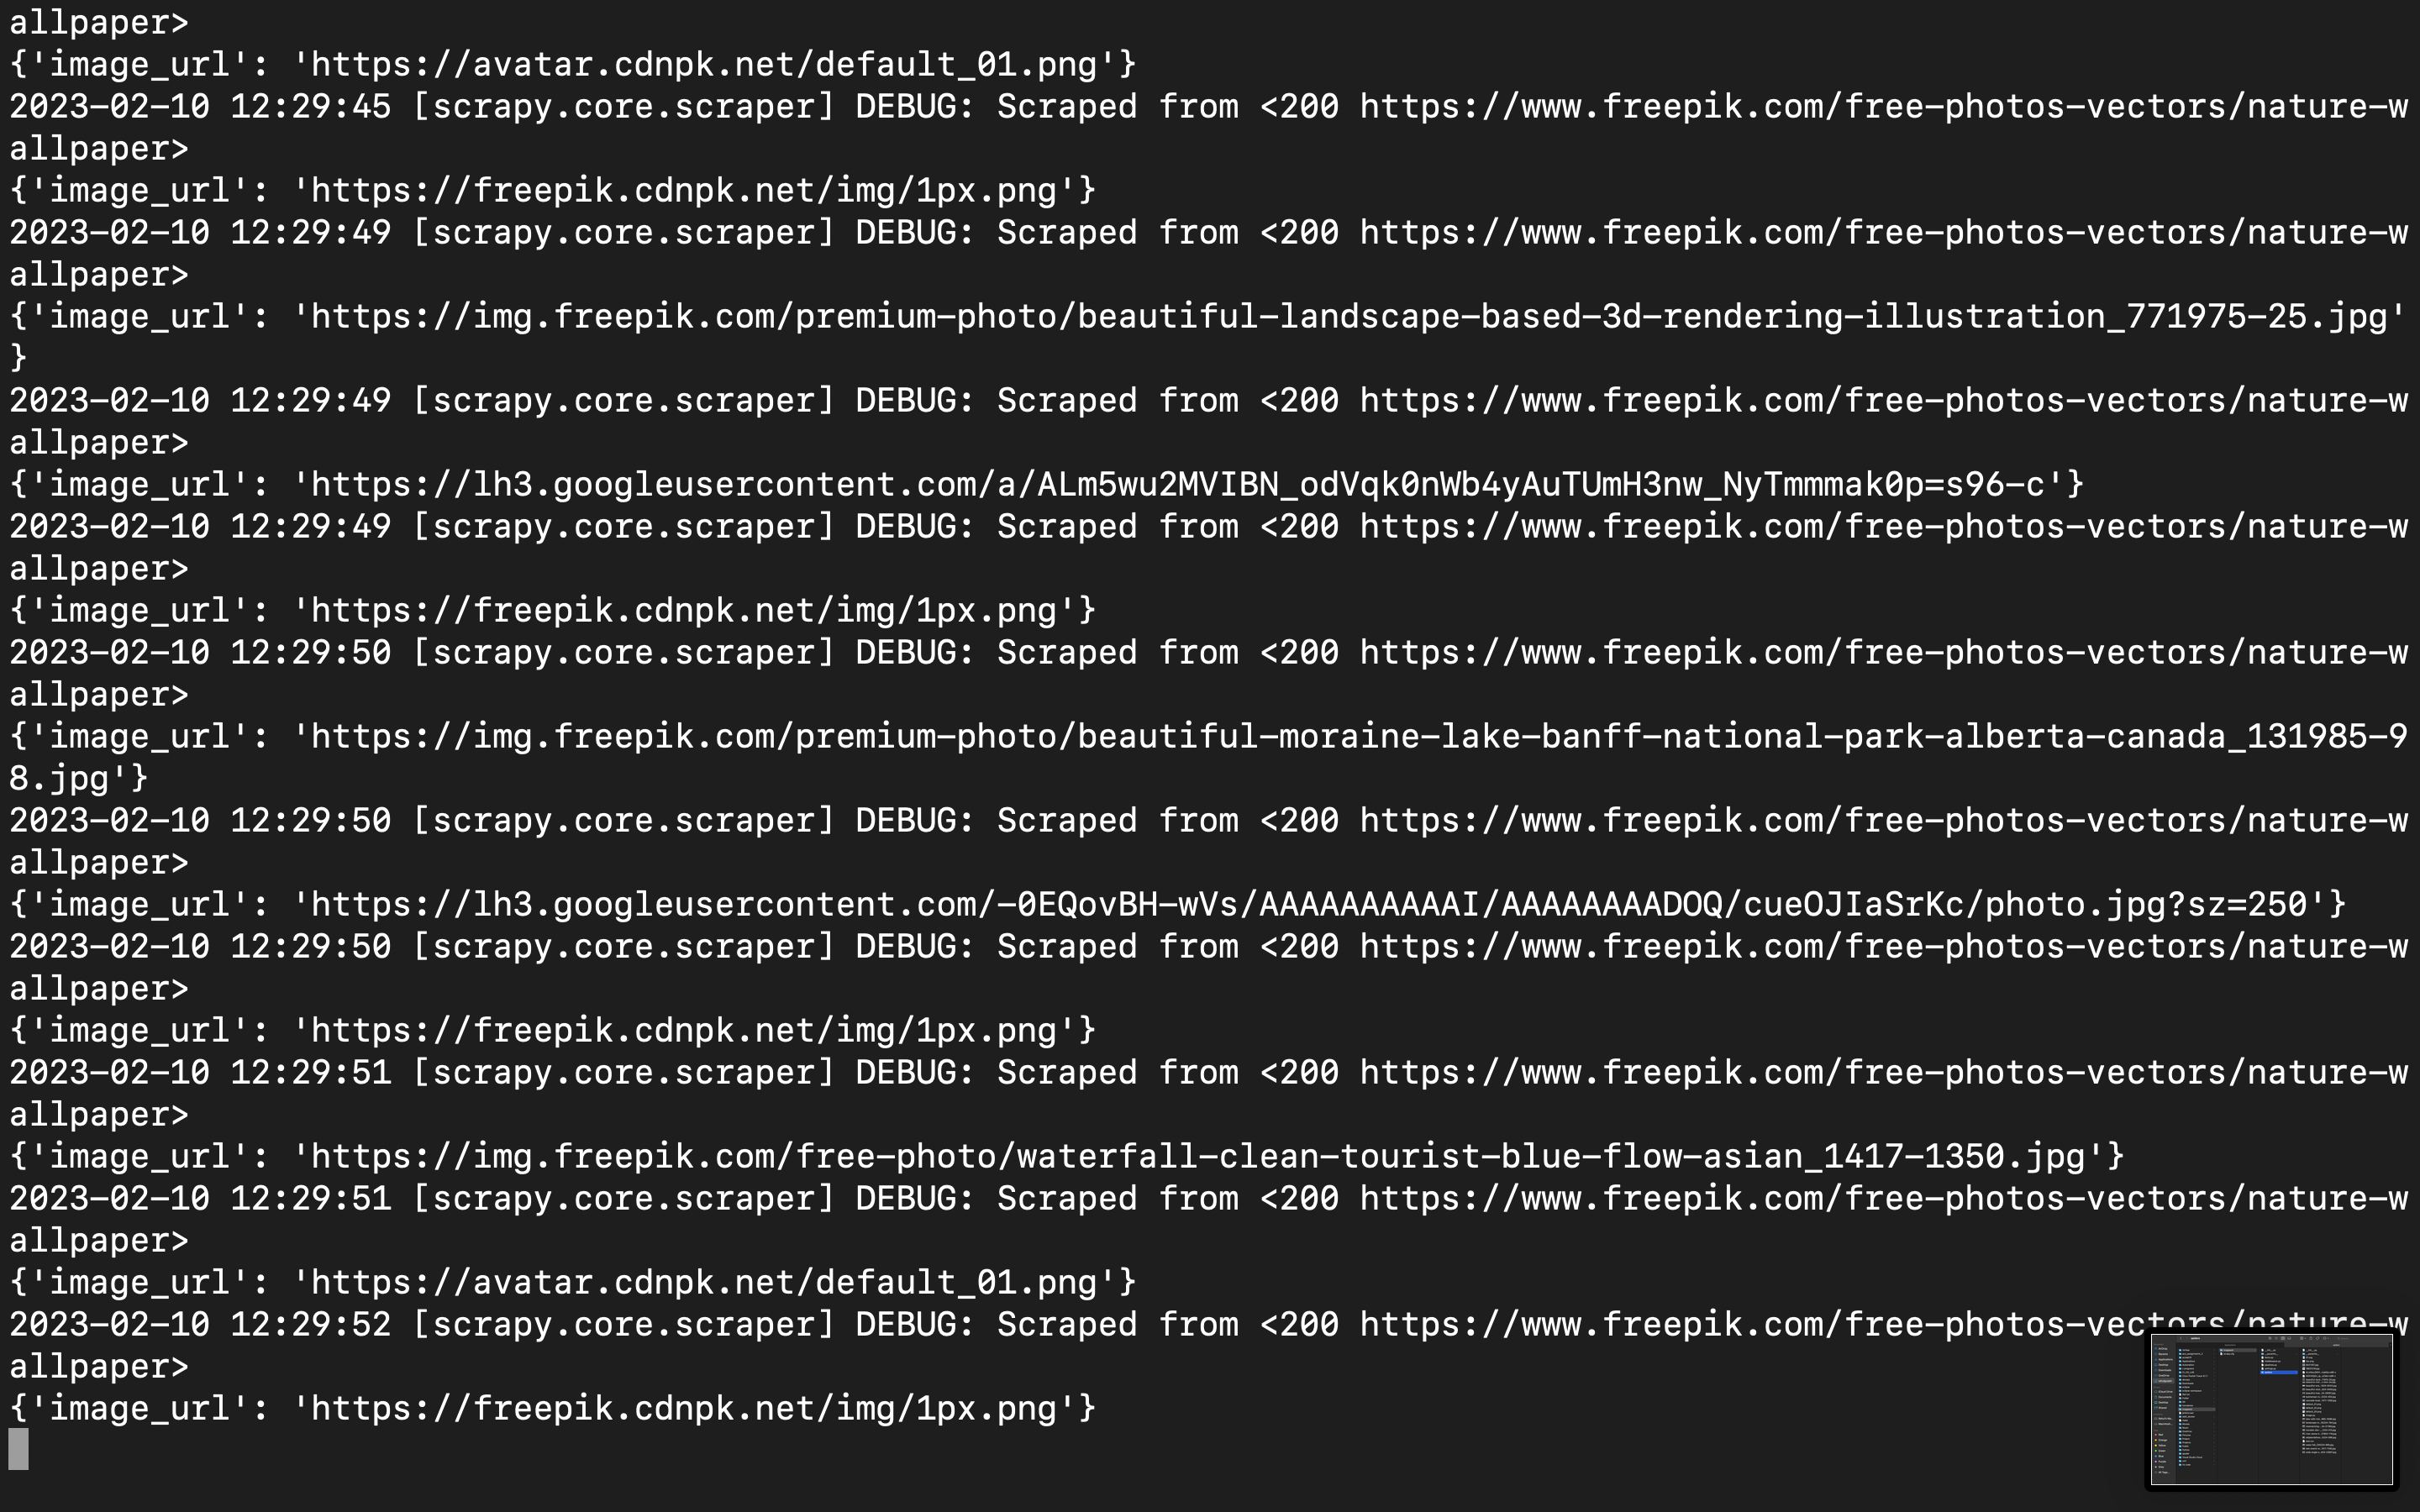 allpaper>
{'image_url': 'https://avatar.cdnpk.net/default_01.png'}
2023-02-10 12:29:45 [scrapy.core.scraper] DEBUG: Scraped from <200 https://www.freepik.com/free-photos-vectors/nature-w
allpaper>
{'image_url': 'https://freepik.cdnpk.net/img/1px.png'}
2023-02-10 12:29:49 [scrapy.core.scraper] DEBUG: Scraped from <200 https://www.freepik.com/free-photos-vectors/nature-w
allpaper>
{'image_url': 'https://img.freepik.com/premium-photo/beautiful-landscape-based-3d-rendering-illustration_771975-25.jpg'
}
2023-02-10 12:29:49 [scrapy.core.scraper] DEBUG: Scraped from <200 https://www.freepik.com/free-photos-vectors/nature-w
allpaper>
{'image_url': 'https://lh3.googleusercontent.com/a/ALm5wu2MVIBN_odVqk0nWb4yAuTUmH3nw_NyTmmmak0p=s96-c'}
2023-02-10 12:29:49 [scrapy.core.scraper] DEBUG: Scraped from <200 https://www.freepik.com/free-photos-vectors/nature-w
allpaper>
{'image_url': 'https://freepik.cdnpk.net/img/1px.png'}
2023-02-10 12:29:50 [scrapy.core.scraper] DEBUG: Scraped from <200 https://www.freepik.com/free-photos-vectors/nature-w
allpaper>
{'image_url': 'https://img.freepik.com/premium-photo/beautiful-moraine-lake-banff-national-park-alberta-canada_131985-9
8.jpg'}
2023-02-10 12:29:50 [scrapy.core.scraper] DEBUG: Scraped from <200 https://www.freepik.com/free-photos-vectors/nature-w
allpaper>
{'image_url': 'https://lh3.googleusercontent.com/-0EQovBH-wVs/AAAAAAAAAAI/AAAAAAAADOQ/cueOJIaSrKc/photo.jpg?sz=250'}
2023-02-10 12:29:50 [scrapy.core.scraper] DEBUG: Scraped from <200 https://www.freepik.com/free-photos-vectors/nature-w
allpaper>
{'image_url': 'https://freepik.cdnpk.net/img/1px.png'}
2023-02-10 12:29:51 [scrapy.core.scraper] DEBUG: Scraped from <200 https://www.freepik.com/free-photos-vectors/nature-w
allpaper>
{'image_url': 'https://img.freepik.com/free-photo/waterfall-clean-tourist-blue-flow-asian_1417-1350.jpg'}
2023-02-10 12:29:51 [scrapy.core.scraper] DEBUG: Scraped from <200 https://www.freepik.com/free-photos-vectors/nature-w
allpaper>
{'image_url': 'https://avatar.cdnpk.net/default_01.png'}
2023-02-10 12:29:52 [scrapy.core.scraper] DEBUG: Scraped from <200 https://www.freepik.com/free-photos-vectors/nature-w
allpaper>
{'image_url': 'https://freepik.cdnpk.net/img/1px.png'}